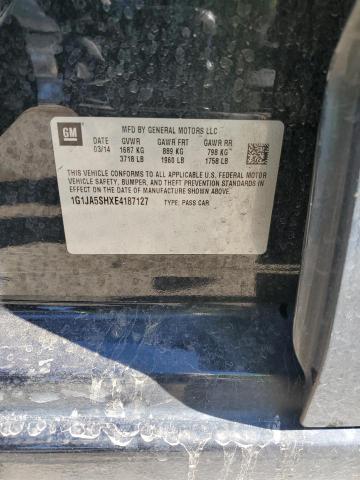 GM
MFD BY GENERAL MOTORS LLC
DATE GVWR GAWR FRT GAWR RR
03/14 1687 KG 889 KG 798 KG
3718 LB 1960 LB 1758 LB
THIS VEHICLE CONFORMS TO ALL APPLICABLE U.S. FEDERAL MOTOR
VEHICLE SAFETY, BUMPER, AND THEFT PREVENTION STANDARDS
IN EFFECT ON THE DATE OF MANUFACTURE SHOWN ABOVE.
1G1JA5SHXE4187127 TYPE: PASS CAR